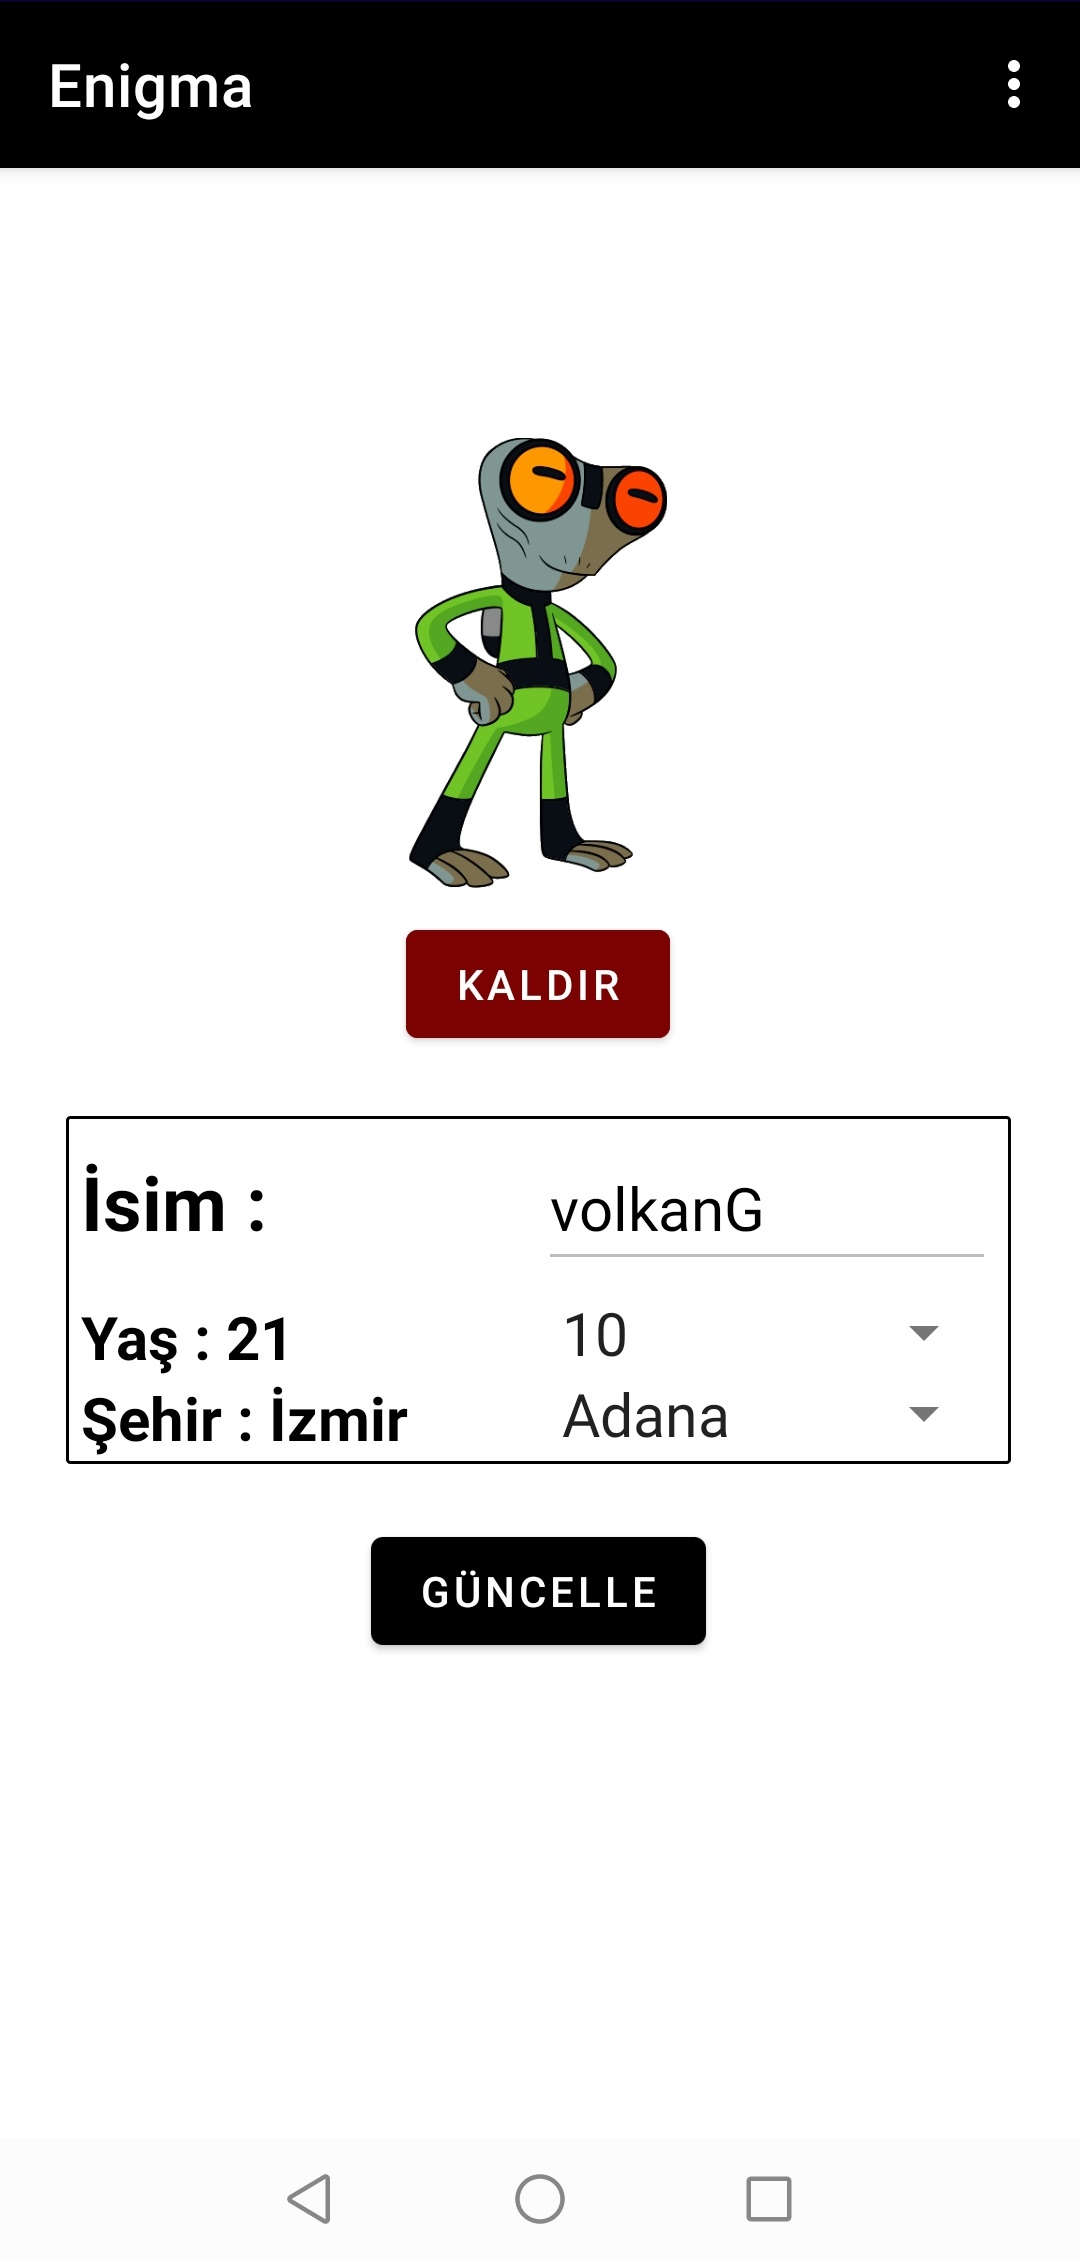 Enigma
KALDIR
İsim :
volkanG
Yaş : 21
10
Şehir : İzmir
Adana
GÜNCELLE